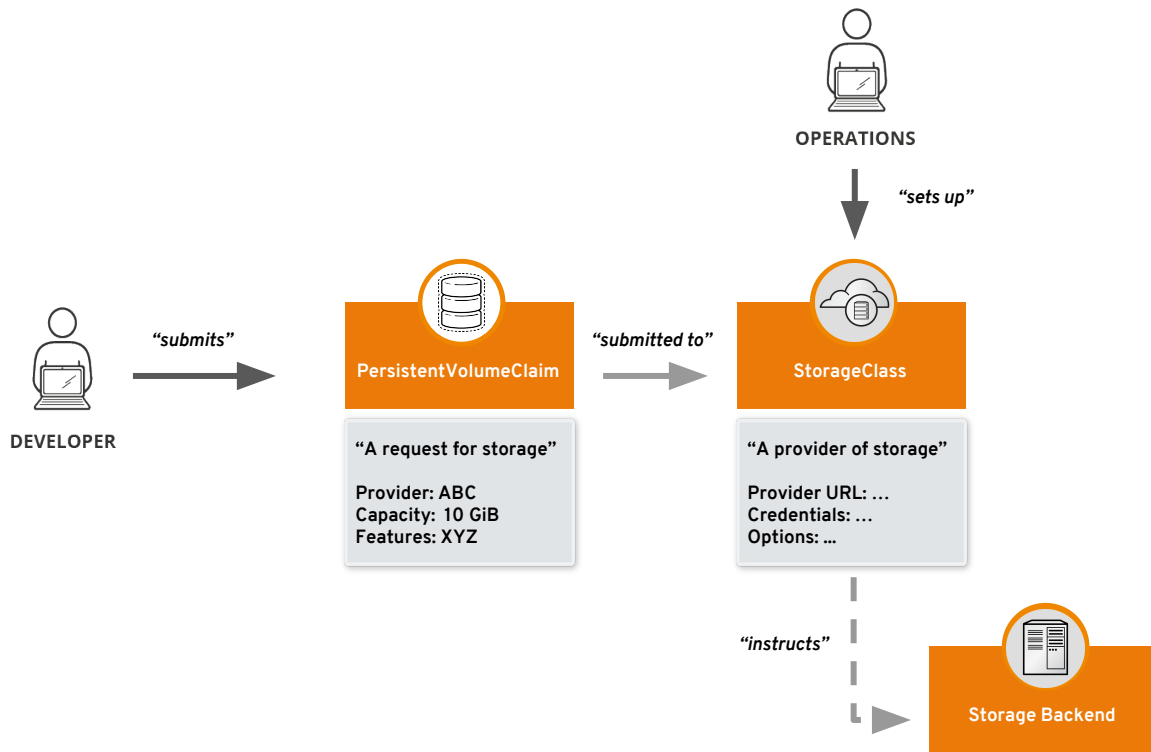 OPERATIONS
“sets up”
DEVELOPER
“submits”
PersistentVolumeClaim
“A request for storage”
Provider: ABC
Capacity: 10 GiB
Features: XYZ
“submitted to”
StorageClass
“A provider of storage”
Provider URL: …
Credentials: …
Options: ...
“instructs”
Storage Backend